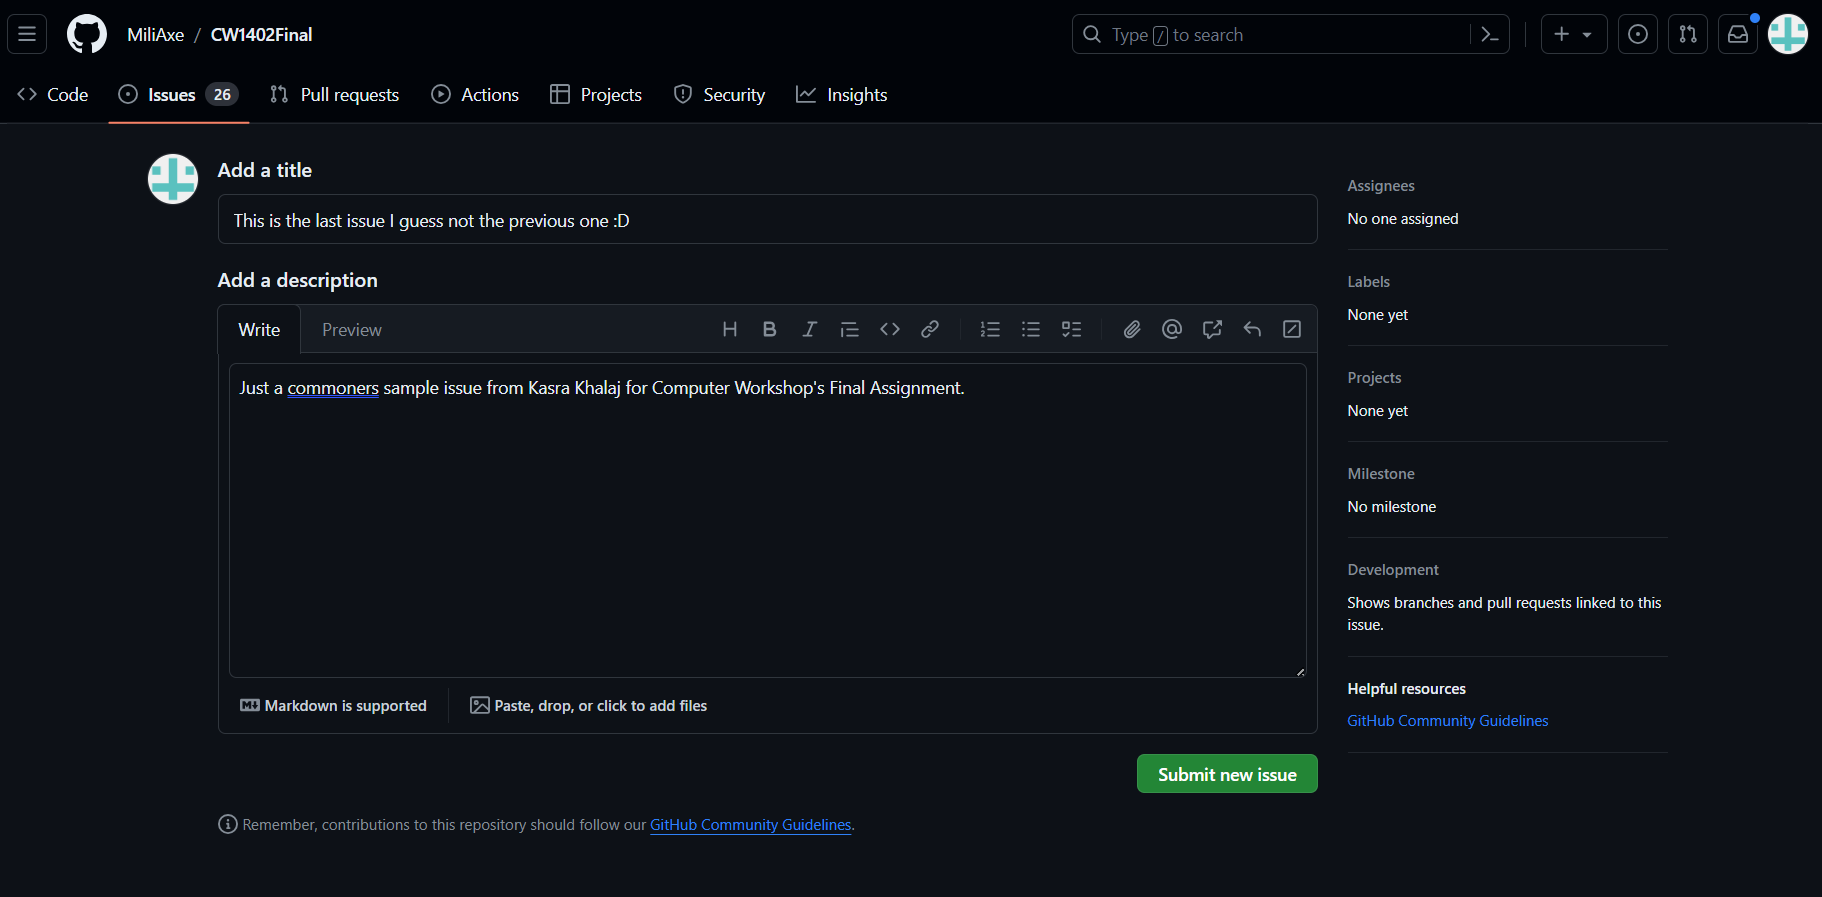 MiliAxe / CW1402Final
Type / to search
Code
Issues 26
Pull requests
Actions
Projects
Security
Insights
Add a title
This is the last issue I guess not the previous one :D
Add a description
Write
Preview
Just a commoners sample issue from Kasra Khalaj for Computer Workshop's Final Assignment.
Markdown is supported
Paste, drop, or click to add files
Submit new issue
Remember, contributions to this repository should follow our GitHub Community Guidelines.
Assignees
No one assigned
Labels
None yet
Projects
None yet
Milestone
No milestone
Development
Shows branches and pull requests linked to this
issue.
Helpful resources
GitHub Community Guidelines